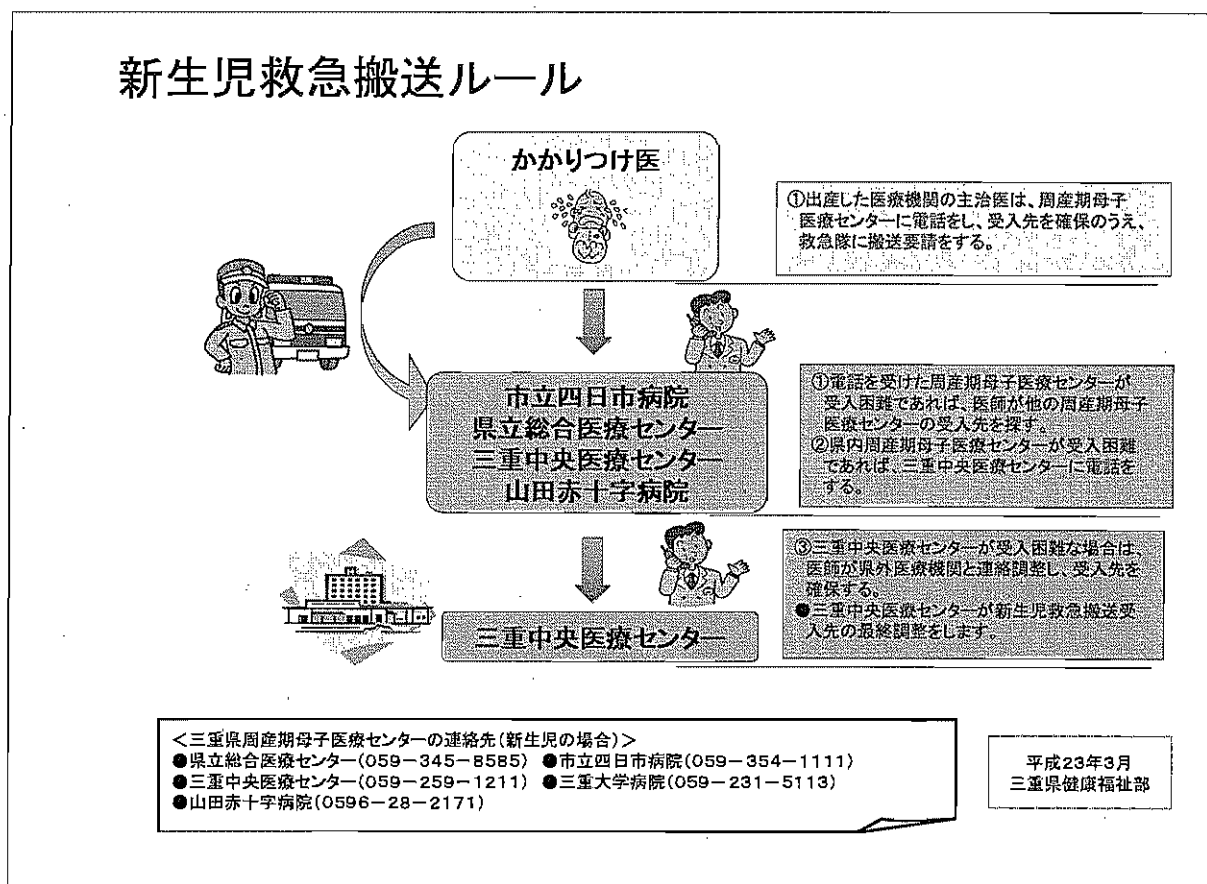 新生児救急搬送ルール
かかりつけ医
①出産した医療機関の主治医は、周産期母子
医療センターに電話をし、受入先を確保のうえ、
救急隊に搬送要請をする。
市立四日市病院
県立総合医療センター
三重中央医療センター
山田赤十字病院
①電話を受けた周産期母子医療センターが
受入困難であれば、医師が他の周産期母子
医療センターの受入先を探す。
②県内周産期母子医療センターが受入困難
であれば、三重中央医療センターに電話を
する。
三重中央医療センター
③三重中央医療センターが受入困難な場合は、
医師が県外医療機関と連絡調整し、受入先を
確保する。
●三重中央医療センターが新生児救急搬送受
入先の最終調整をします。
<三重県周産期母子医療センターの連絡先(新生児の場合)>
●県立総合医療センター(059-345-8585) ●市立四日市病院(059-354-1111)
●三重中央医療センター(059-259-1211) ●三重大学病院(059-231-5113)
●山田赤十字病院(0596-28-2171)
平成23年3月
三重県健康福祉部